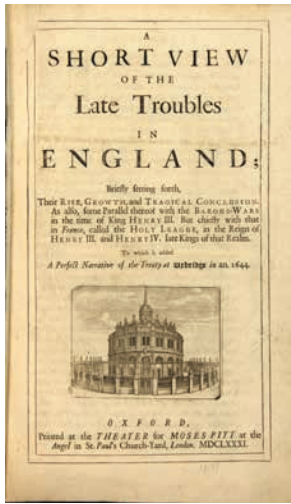 A
SHORT VIEW
OF THE
Late Troubles
IN
ENGLAND;
Briefly setting forth,
Their RISE, GROWTH, and TRAGICAL CONCLUSION.
As also, some Parallel thereof with the BARONS-WARS
in the time of King HENRY III. But chiefly with that
in France, called the HOLY LEAGUE, in the Reign of
HENRY III. and HENRY IV. late Kings of that Realm.
To which is added
A Perfect Narrative of the Treaty at Uxbridge in an. 1644.
OXFORD,
Printed at the THEATER for MOSES PITT at the
Angel in St. Paul's Church-Yard, London. MDCLXXXI.